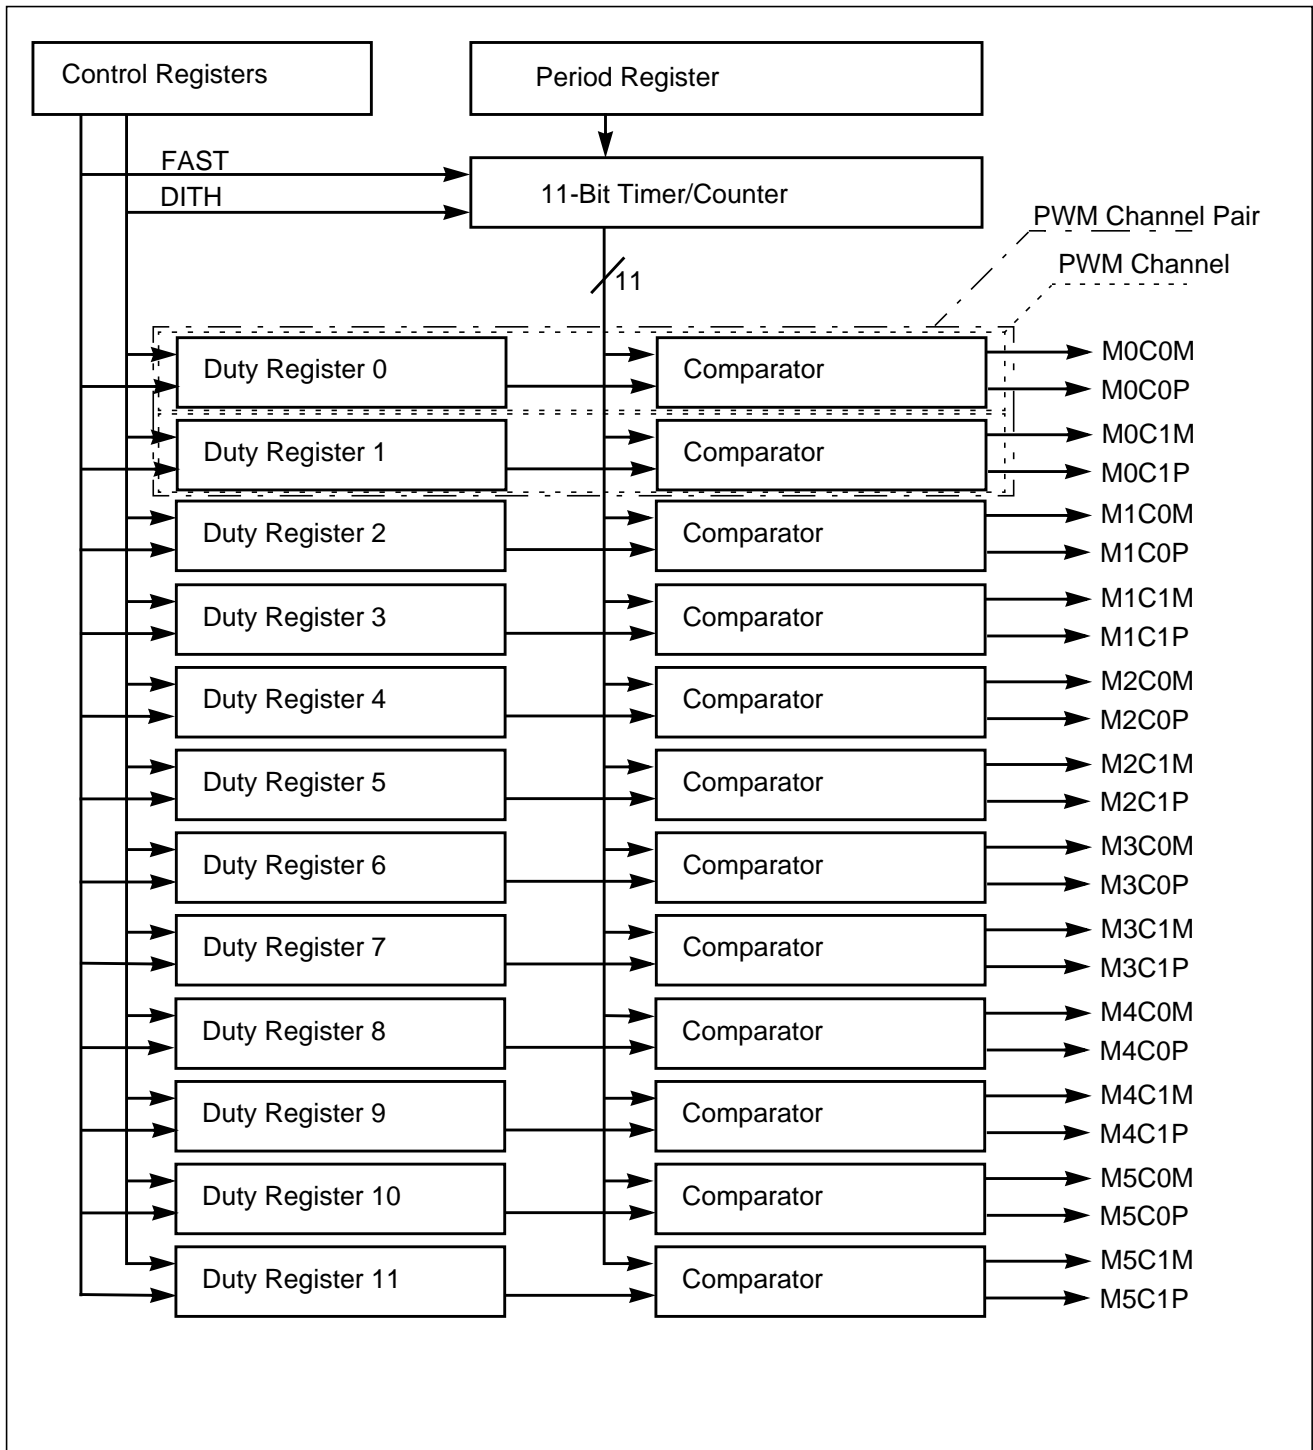 Control Registers
Period Register
FAST
DITH
11-Bit Timer/Counter
PWM Channel Pair
PWM Channel
11
Duty Register 0
Comparator
M0C0M
M0C0P
Duty Register 1
Comparator
M0C1M
M0C1P
Duty Register 2
Comparator
M1C0M
M1C0P
Duty Register 3
Comparator
M1C1M
M1C1P
Duty Register 4
Comparator
M2C0M
M2C0P
Duty Register 5
Comparator
M2C1M
M2C1P
Duty Register 6
Comparator
M3C0M
M3C0P
Duty Register 7
Comparator
M3C1M
M3C1P
Duty Register 8
Comparator
M4C0M
M4C0P
Duty Register 9
Comparator
M4C1M
M4C1P
Duty Register 10
Comparator
M5C0M
M5C0P
Duty Register 11
Comparator
M5C1M
M5C1P